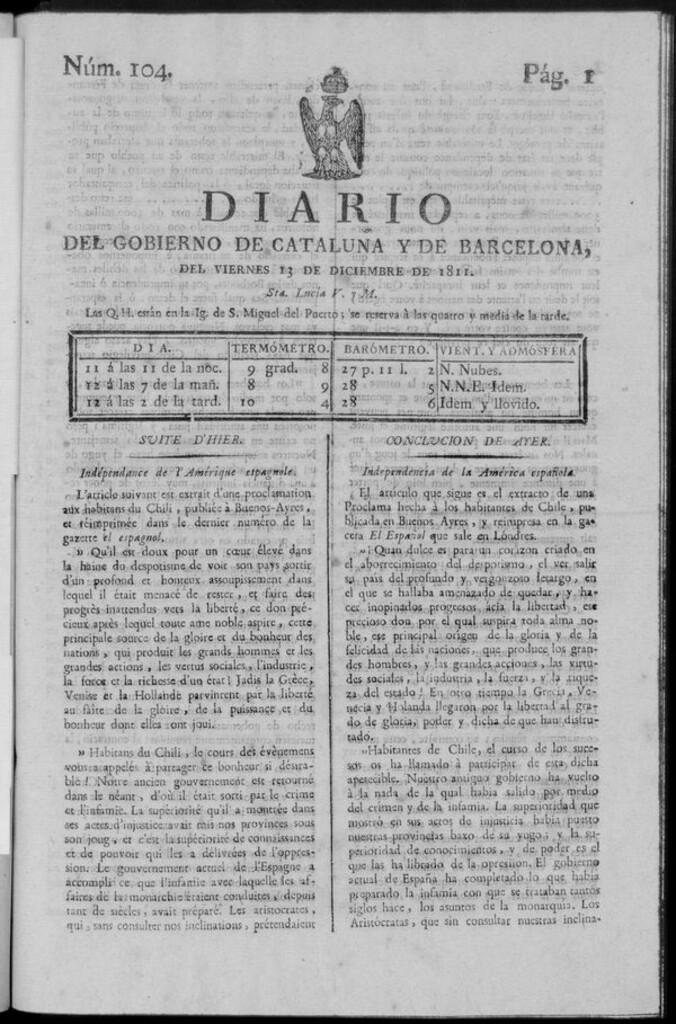 Núm. 104.
Pág. 1
DIARIO
DEL GOBIERNO DE CATALUÑA Y DE BARCELONA,
DEL VIERNES 13 DE DICIEMBRE DE 1811.
Sta. Lucía V. y M.
Las Q. H. están en la Ig. de S. Miguel del Puerto; se reserva à las quatro y media de la tarde.
DIA. TERMÓMETRO. BARÓMETRO. VIENT. Y ADMÓSFERA
11 á las 11 de la noc. 9 grad. 8 27 p. 11 l. 2 N. Nubes.
12 á las 7 de la mañ. 8 9 28 5 N.N.E. Idem.
12 á las 2 de la tard. 10 4 28 6 Idem y llovido.
SUITE D'HIER.
Indépendance de l'Amérique espagnole.
L'article suivant est extrait d'une proclamation
aux habitans du Chili, publiée à Buenos-Ayres,
et réimprimée dans le dernier numéro de la
gazette el espagnol.
» Qu'il est doux pour un cœur élevé dans
la haine du despotisme de voir son pays sortir
d'un profond et honteux assoupissement dans
lequel il était menacé de rester, et faire des
progrès inattendus vers la liberté, ce don pré-
cieux après lequel toute ame noble aspire, cette
principale source de la gloire et du bonheur des
nations, qui produit les grands hommes et les
grandes actions, les vertus sociales, l'industrie,
la force et la richesse d'un état! Jadis la Grèce,
Venise et la Hollande parvinrent par la liberté
au faîte de la gloire, de la puissance et du
bonheur dont elles ont joui.
» Habitans du Chili, le cours des évènemens
vous a appelés à partager ce bonheur si désira-
ble! Notre ancien gouvernement est retourné
dans le néant, d'où il était sorti par le crime
et l'infamie. La supériorité qu'il a montrée dans
ses actes d'injustice avait mis nos provinces sous
son joug, et c'est la supériorité de connaissances
et de pouvoir qui les a délivrées de l'oppres-
sion. Le gouvernement actuel de l'Espagne a
accompli ce que l'infamie avec laquelle les af-
faires de la monarchie étaient conduites, depuis
tant de siècles, avait préparé. Les aristocrates,
qui, sans consulter nos inclinations, prétendaient
CONCLUCION DE AYER.
Independencia de la América española.
El articulo que sigue es el extracto de una
Proclama hecha à los habitantes de Chile, pu-
blicada en Buenos Ayres, y reimpresa en la ga-
ceta El Español que sale en Lóndres.
»¡Quan dulce es para un corizon criado en
el aborrecimiento del despotismo, el ver salir
su pais del profundo y vergonzoso letargo, en
el que se hallaba amenazado de quedar, y ha-
cer inopinados progresos ácia la libertad, ese
precioso don por el qual suspira toda alma no-
ble, ese principal origen de la gloria y de la
felicidad de las naciones, que produce los gran-
des hombres, y las grandes acciones, las virtu-
des sociales, la industria, la fuerza, y la rique-
za del estado! En otro tiempo la Grecia, Ve-
necia y Holanda llegaron por la libertad al gra-
do de gloria, poder y dicha de que han disfru-
tado.
»Habitantes de Chile, el curso de los suce-
sos os ha llamado à participar de esta dicha
apetecible. Nuestro antiguo gobierno ha vuelto
à la nada de la qual habia salido por medio
del crimen y de la infamia. La superioridad que
mostró en sus actos de injusticia habia puesto
nuestras provincias baxo de su yugo, y la su-
perioridad de conocimientos, y de poder es el
que las ha librado de la opresiion. El gobierno
actual de España ha completado lo que habia
preparado la infamia con que se trataban tantos
siglos hace, los asuntos de la monarquia. Los
Aristócratas, que sin consultar nuestras inclina-